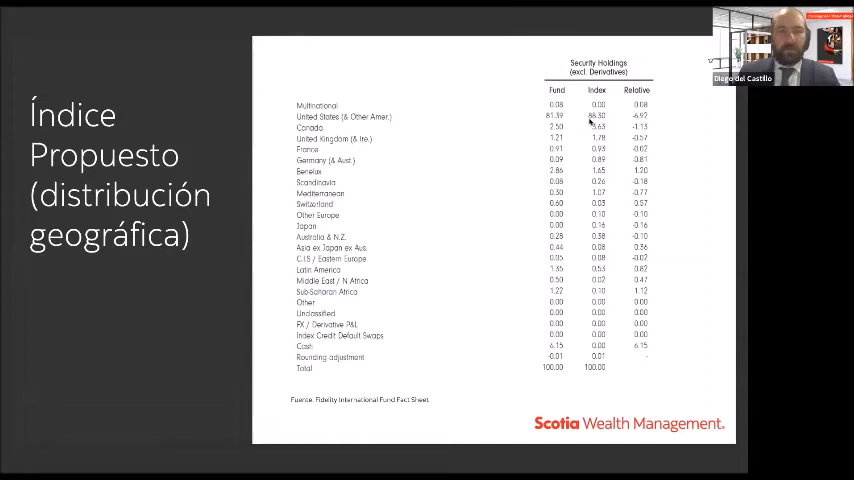 Índice
Propuesto
(distribución
geográfica)
Security Holdings
(excl. Derivatives)
Fund Index Relative
Multinational 0.08 0.00 0.08
United States (& Other Amer.) 81.39 88.30 -6.92
Canada 2.50 3.63 -1.13
United Kingdom (& Ire.) 1.21 1.78 -0.57
France 0.91 0.93 -0.02
Germany (& Aust.) 0.09 0.89 -0.81
Benelux 2.86 1.65 1.20
Scandinavia 0.08 0.26 -0.18
Mediterranean 0.30 1.07 -0.77
Switzerland 0.60 0.03 0.57
Other Europe 0.00 0.10 -0.10
Japan 0.00 0.16 -0.16
Australia & N.Z. 0.28 0.38 -0.10
Asia ex Japan ex Aus. 0.44 0.08 0.36
C.I.S / Eastern Europe 0.05 0.08 -0.02
Latin America 1.35 0.53 0.82
Middle East / N Africa 0.50 0.02 0.47
Sub-Saharan Africa 1.22 0.10 1.12
Other 0.00 0.00 0.00
Unclassified 0.00 0.00 0.00
FX / Derivative P&L 0.00 0.00 0.00
Index Credit Default Swaps 0.00 0.00 0.00
Cash 6.15 0.00 6.15
Rounding adjustment -0.01 0.01 -
Total 100.00 100.00
Fuente. Fidelity International Fund Fact Sheet
Scotia Wealth Management.
Diego del Castillo